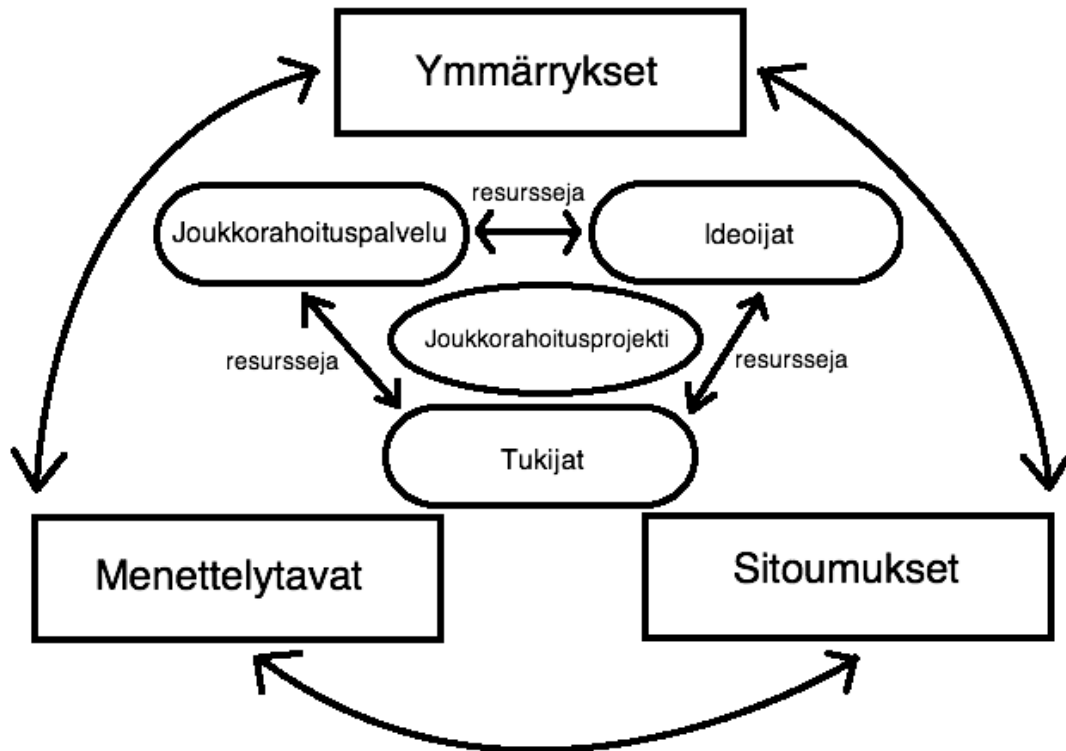 Ymmärrykset
resursseja
Joukkorahoituspalvelu
Ideoijat
Joukkorahoitusprojekti
resursseja
resursseja
Tukijat
Menettelytavat
Sitoumukset